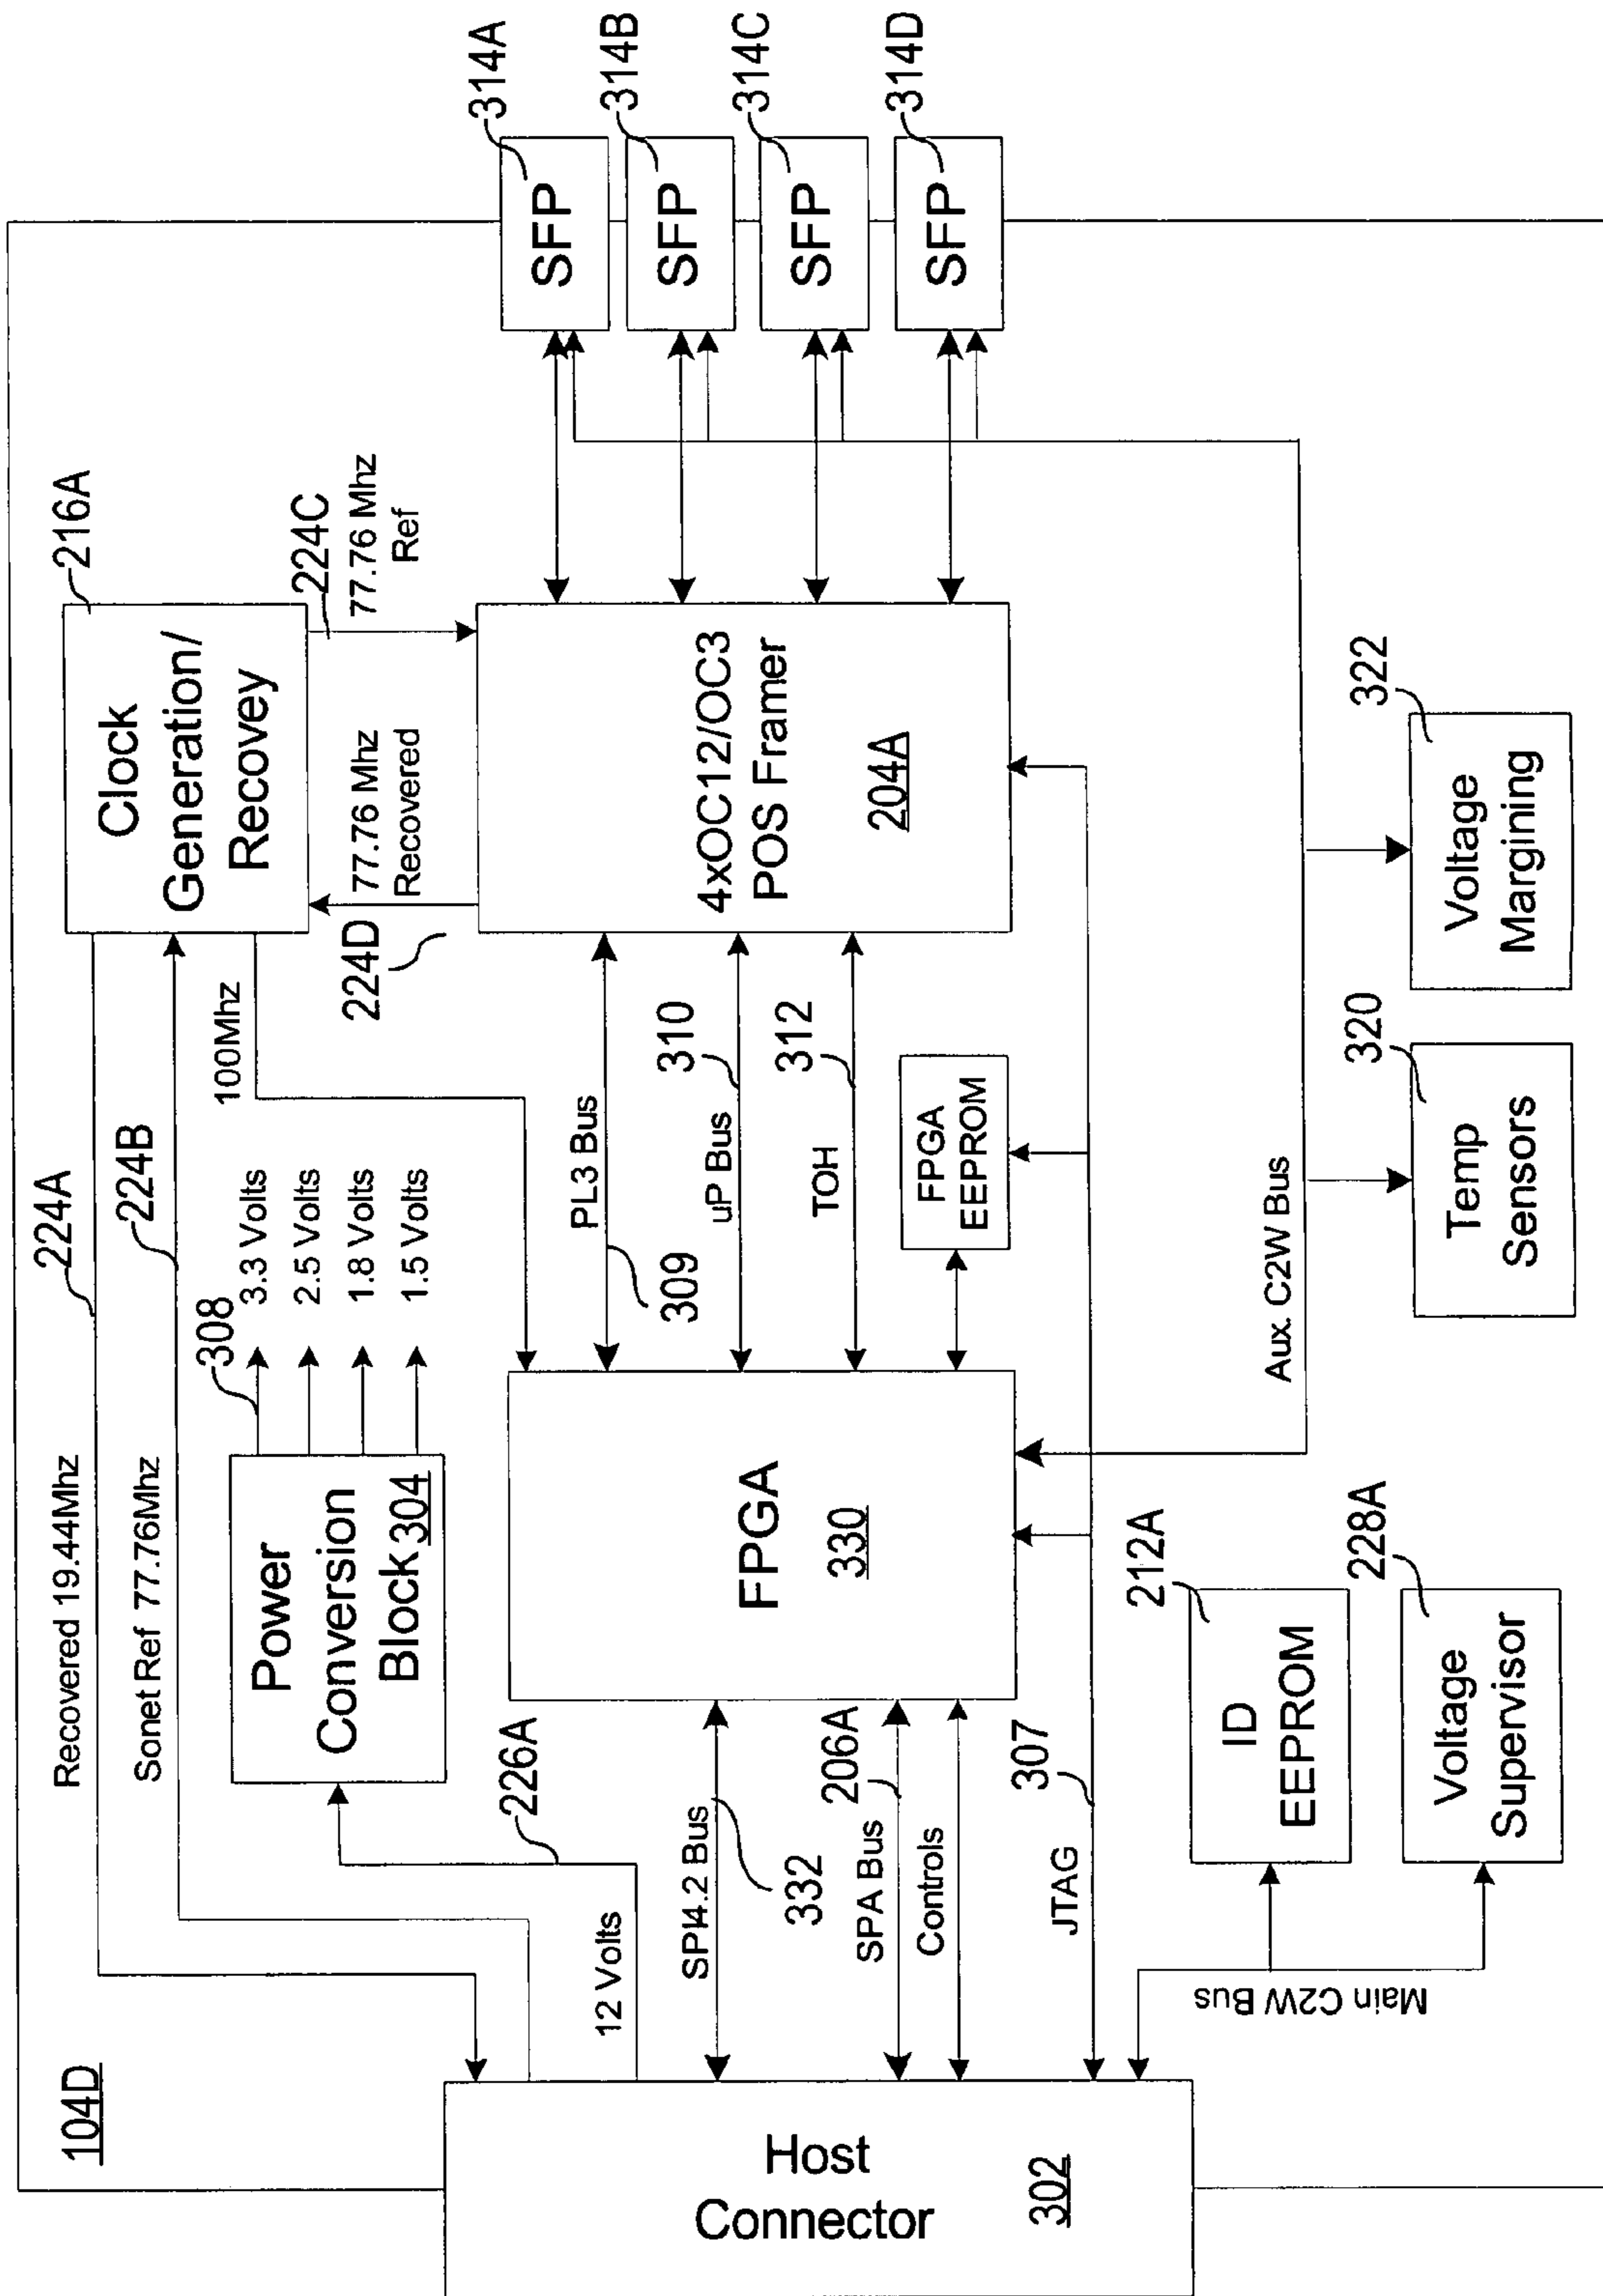 104D
Host
Connector
302
Recovered 19.44Mhz
224A
Sonet Ref 77.76Mhz
224B
100Mhz
12 Volts
226A
Power
Conversion
Block 304
308
3.3 Volts
2.5 Volts
1.8 Volts
1.5 Volts
Clock
Generation/
Recovey
216A
224D
77.76 Mhz
Recovered
224C
77.76 Mhz
Ref
SPI4.2 Bus
332
SPA Bus
206A
Controls
JTAG
307
FPGA
330
PL3 Bus
309
uP Bus
310
TOH
312
FPGA
EEPROM
4xOC12/OC3
POS Framer
204A
SFP
314A
SFP
314B
SFP
314C
SFP
314D
Main C2W Bus
ID
EEPROM
212A
Voltage
Supervisor
228A
Aux. C2W Bus
Temp
Sensors
320
Voltage
Margining
322